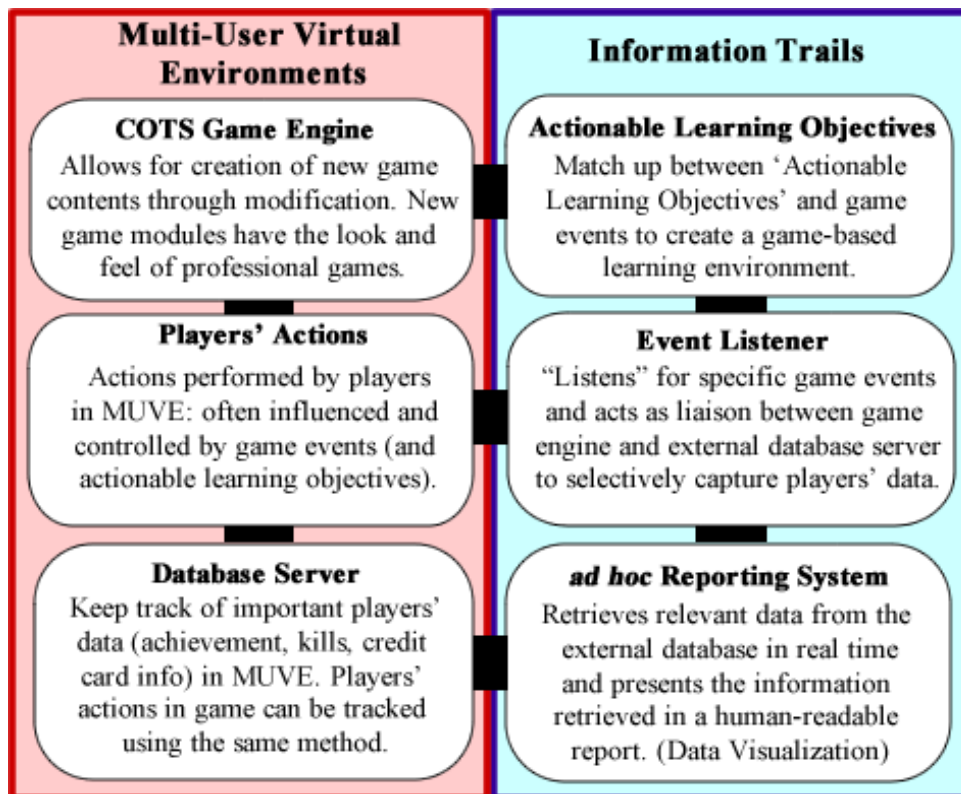 Multi-User Virtual
Environments
COTS Game Engine
Allows for creation of new game
contents through modification. New
game modules have the look and
feel of professional games.
Players’ Actions
Actions performed by players
in MUVE: often influenced and
controlled by game events (and
actionable learning objectives).
Database Server
Keep track of important players’
data (achievement, kills, credit
card info) in MUVE. Players’
actions in game can be tracked
using the same method.
Information Trails
Actionable Learning Objectives
Match up between ‘Actionable
Learning Objectives’ and game
events to create a game-based
learning environment.
Event Listener
“Listens” for specific game events
and acts as liaison between game
engine and external database server
to selectively capture players’ data.
ad hoc Reporting System
Retrieves relevant data from the
external database in real time
and presents the information
retrieved in a human-readable
report. (Data Visualization)